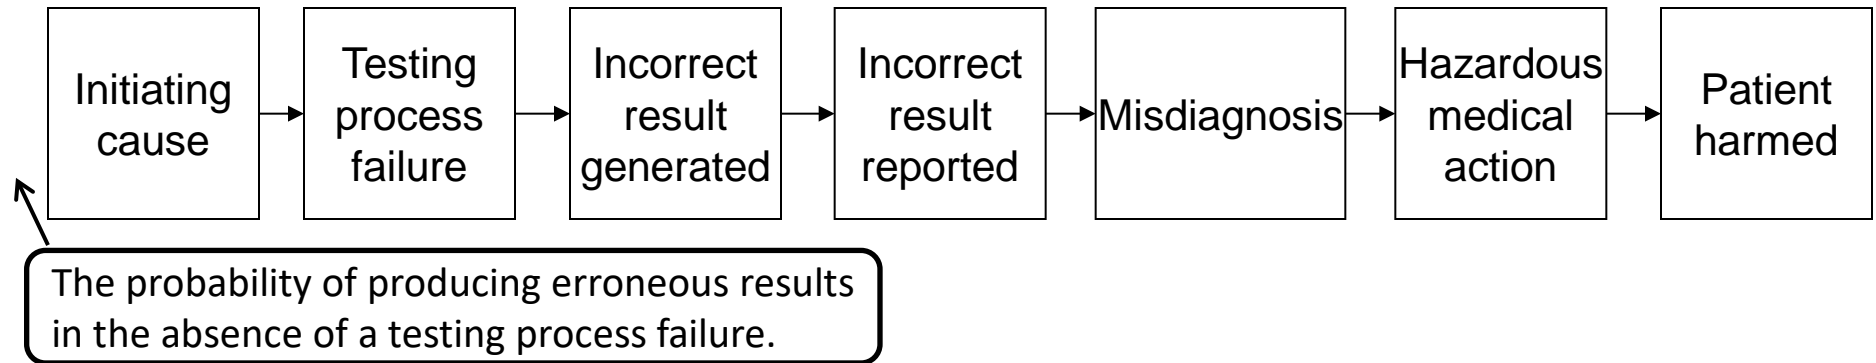 Initiating
cause
Testing
process
failure
Incorrect
result
generated
Incorrect
result
reported
Misdiagnosis
Hazardous
medical
action
Patient
harmed
The probability of producing erroneous results
in the absence of a testing process failure.